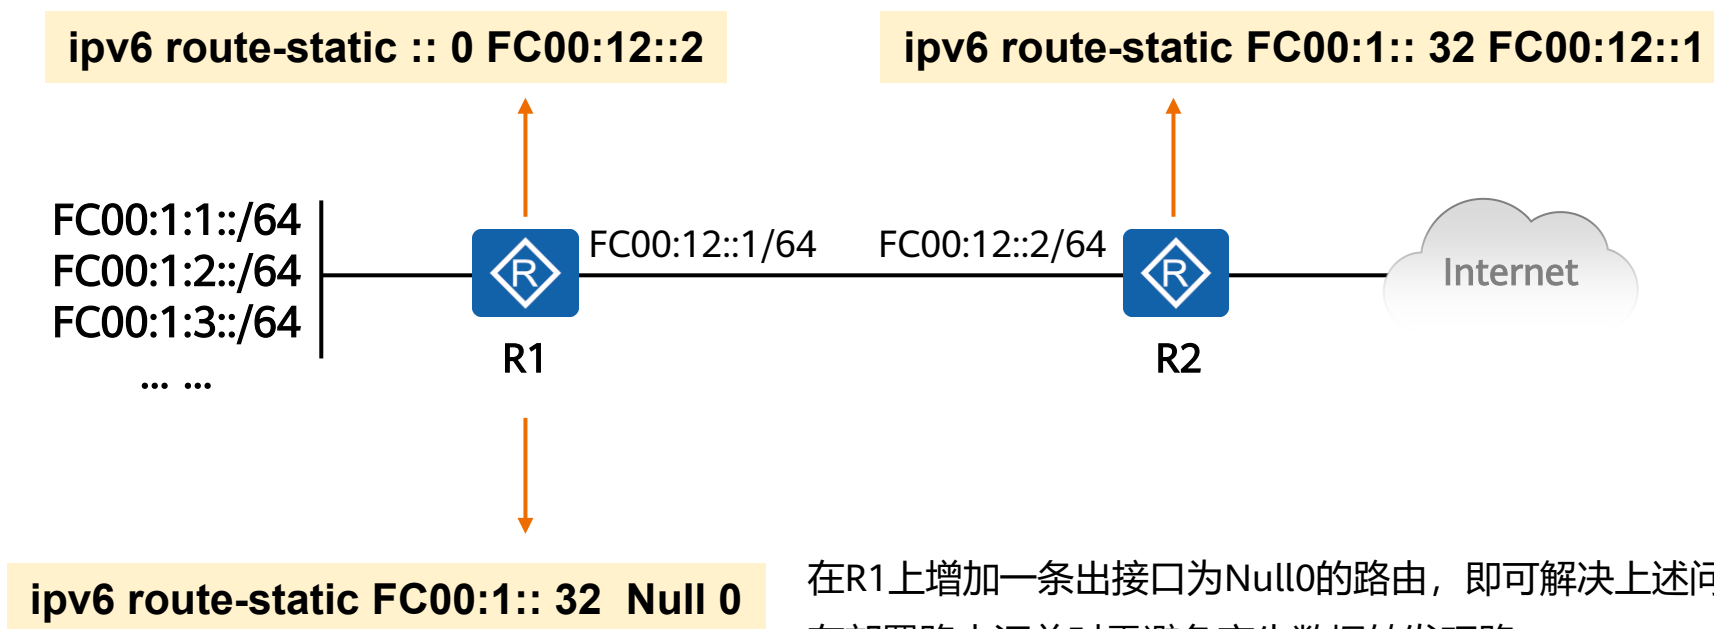 ipv6 route-static :: 0 FC00:12::2
ipv6 route-static FC00:1:: 32 FC00:12::1
FC00:1:1::/64
FC00:1:2::/64
FC00:1:3::/64
... ...
FC00:12::1/64
FC00:12::2/64
R
R
Internet
R1
R2
ipv6 route-static FC00:1:: 32 Null 0
在R1上增加一条出接口为Null0的路由，即可解决上述问